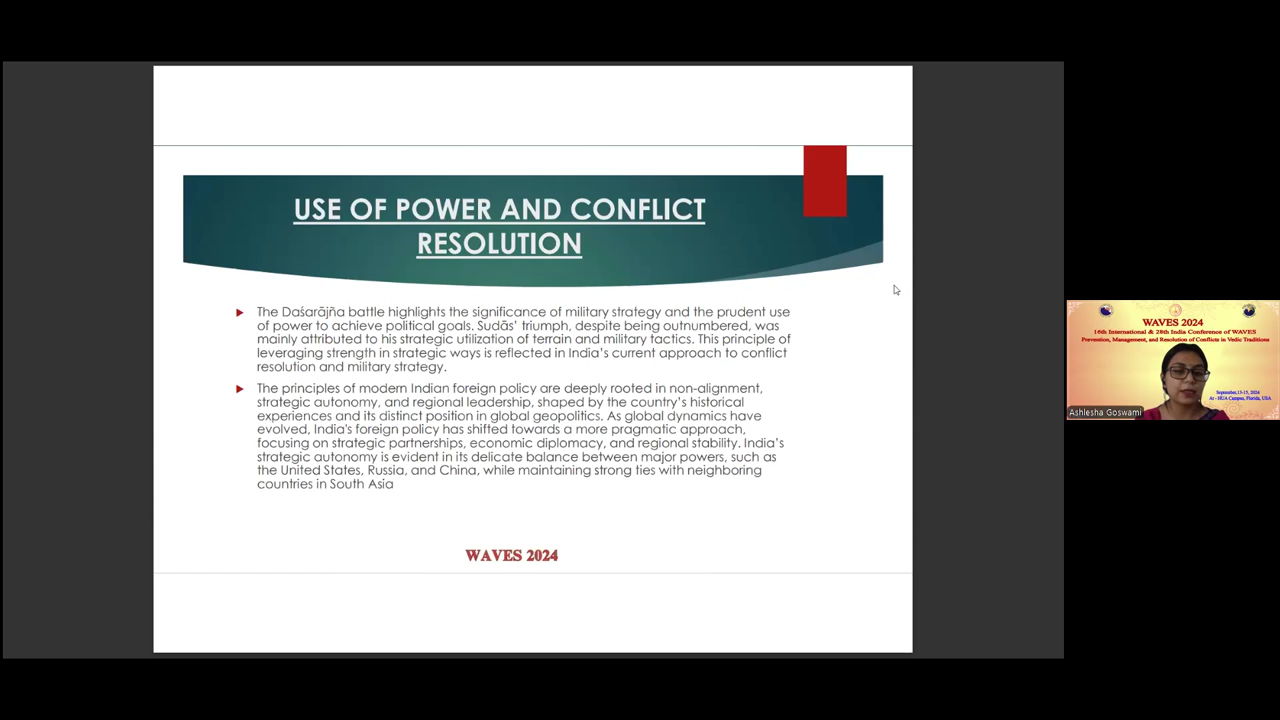 USE OF POWER AND CONFLICT
RESOLUTION
The Daśarājña battle highlights the significance of military strategy and the prudent use
of power to achieve political goals. Sudās’ triumph, despite being outnumbered, was
mainly attributed to his strategic utilization of terrain and military tactics. This principle of
leveraging strength in strategic ways is reflected in India’s current approach to conflict
resolution and military strategy.
The principles of modern Indian foreign policy are deeply rooted in non-alignment,
strategic autonomy, and regional leadership, shaped by the country’s historical
experiences and its distinct position in global geopolitics. As global dynamics have
evolved, India's foreign policy has shifted towards a more pragmatic approach,
focusing on strategic partnerships, economic diplomacy, and regional stability. India’s
strategic autonomy is evident in its delicate balance between major powers, such as
the United States, Russia, and China, while maintaining strong ties with neighboring
countries in South Asia
WAVES 2024
WAVES 2024
16th International & 28th India Conference of WAVES
Prevention, Management, and Resolution of Conflicts in Vedic Traditions
September,13-15, 2024
At - HUA Campus, Florida, USA
Ashlesha Goswami